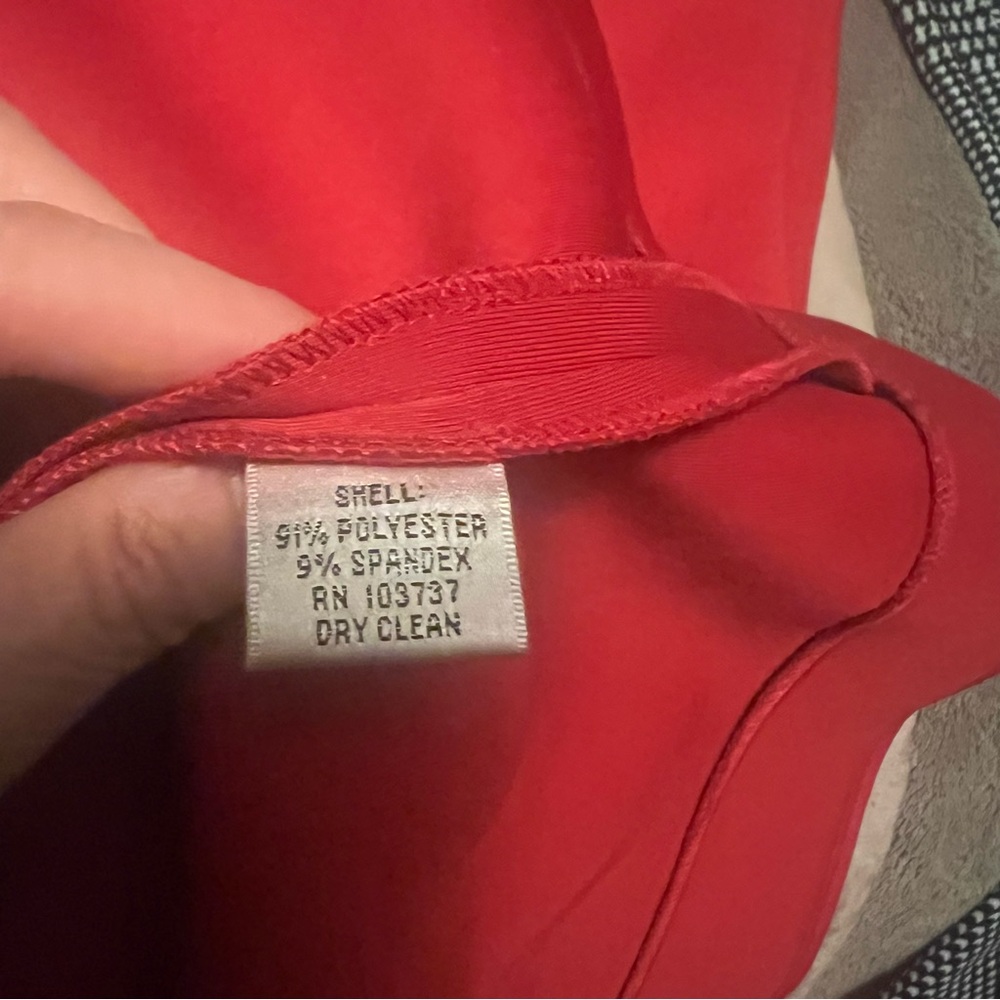 SHELL:
91% POLYESTER
9% SPANDEX
RN 103737
DRY CLEAN